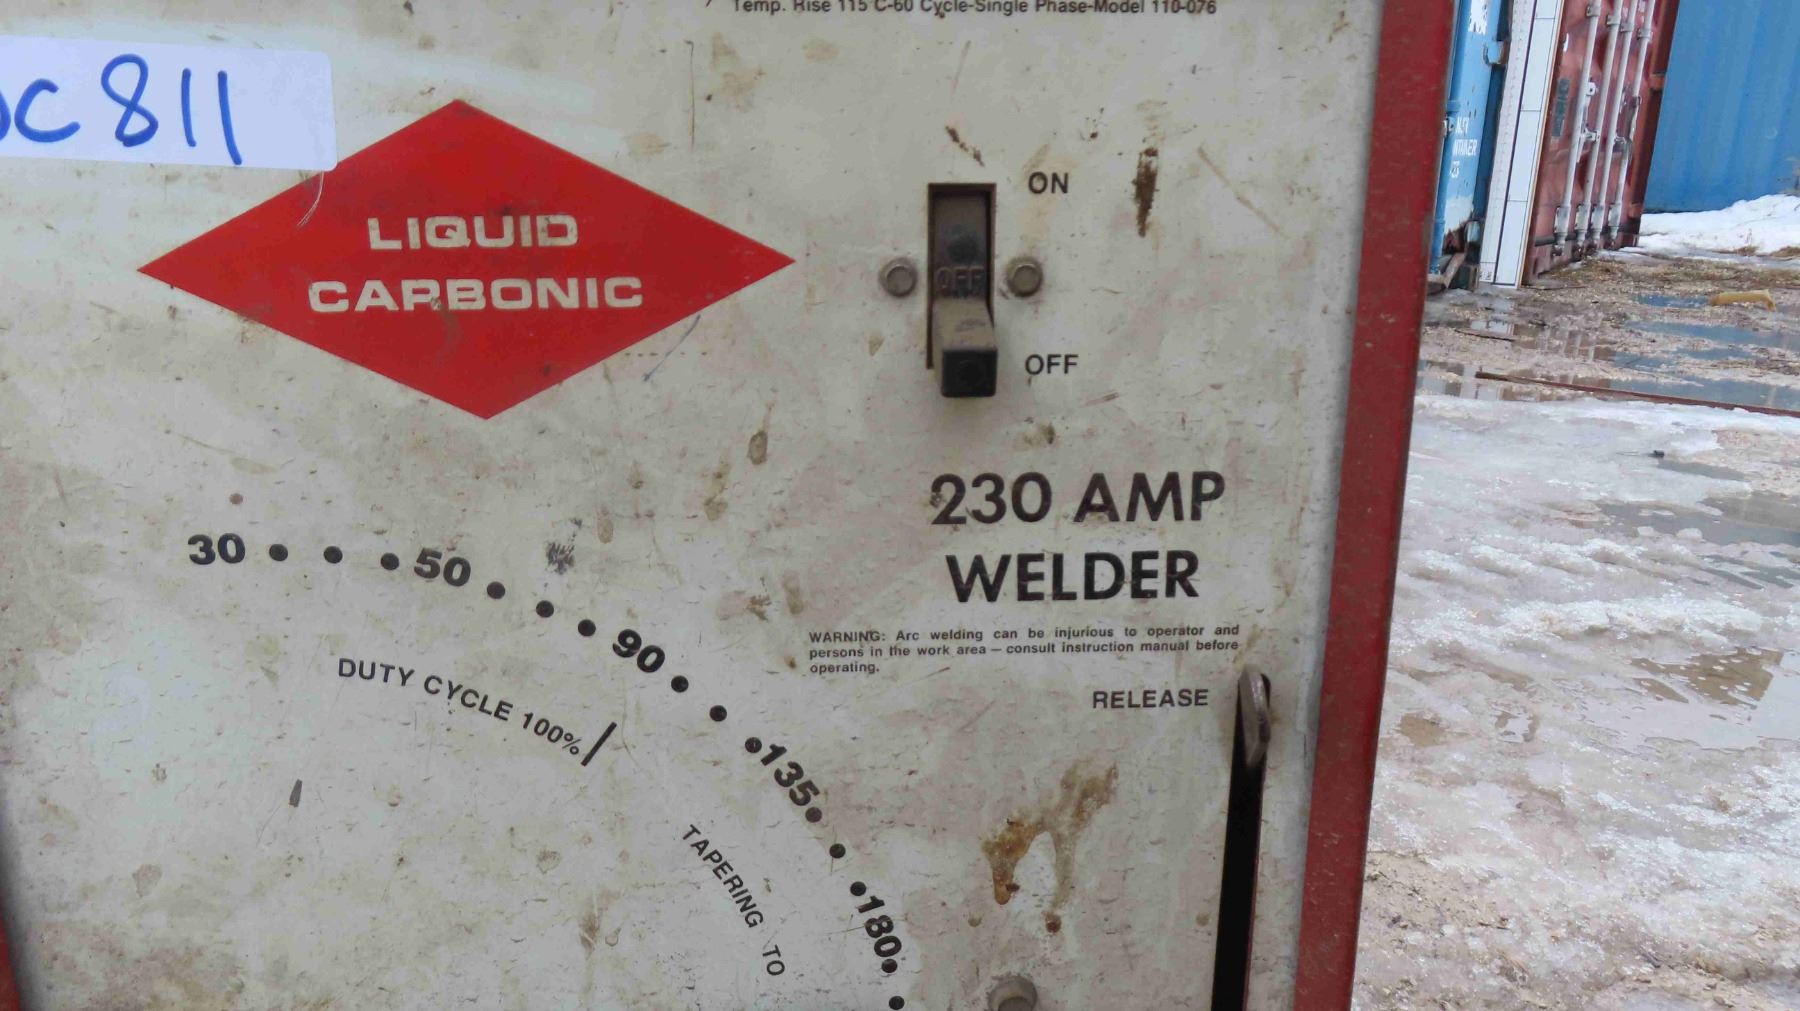 Temp. Rise 115 C-60 Cycle-Single Phase-Model 110-076
C 811
LIQUID
CARBONIC
ON
OFF
OFF
230 AMP
WELDER
WARNING: Arc welding can be injurious to operator and
persons in the work area — consult instruction manual before
operating.
RELEASE
30 50 90 135 180
DUTY CYCLE 100%
TAPERING TO